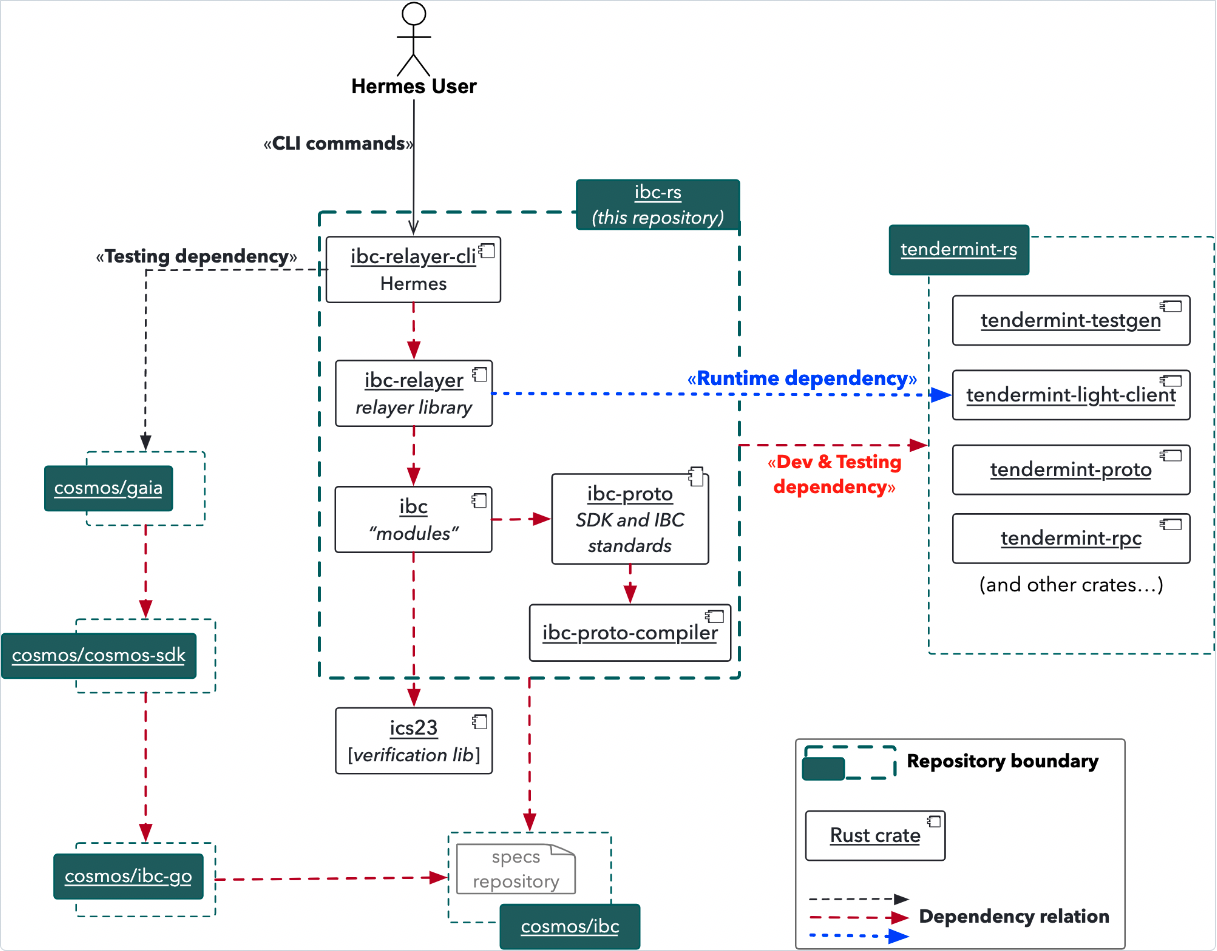 Hermes User
«CLI commands»
ibc-rs
(this repository)
«Testing dependency»
ibc-relayer-cli
Hermes
tendermint-rs
tendermint-testgen
ibc-relayer
relayer library
«Runtime dependency»
tendermint-light-client
«Dev & Testing
dependency»
tendermint-proto
cosmos/gaia
ibc
“modules”
ibc-proto
SDK and IBC
standards
tendermint-rpc
(and other crates...)
ibc-proto-compiler
cosmos/cosmos-sdk
ics23
[verification lib]
Repository boundary
Rust crate
cosmos/ibc-go
specs
repository
cosmos/ibc
Dependency relation